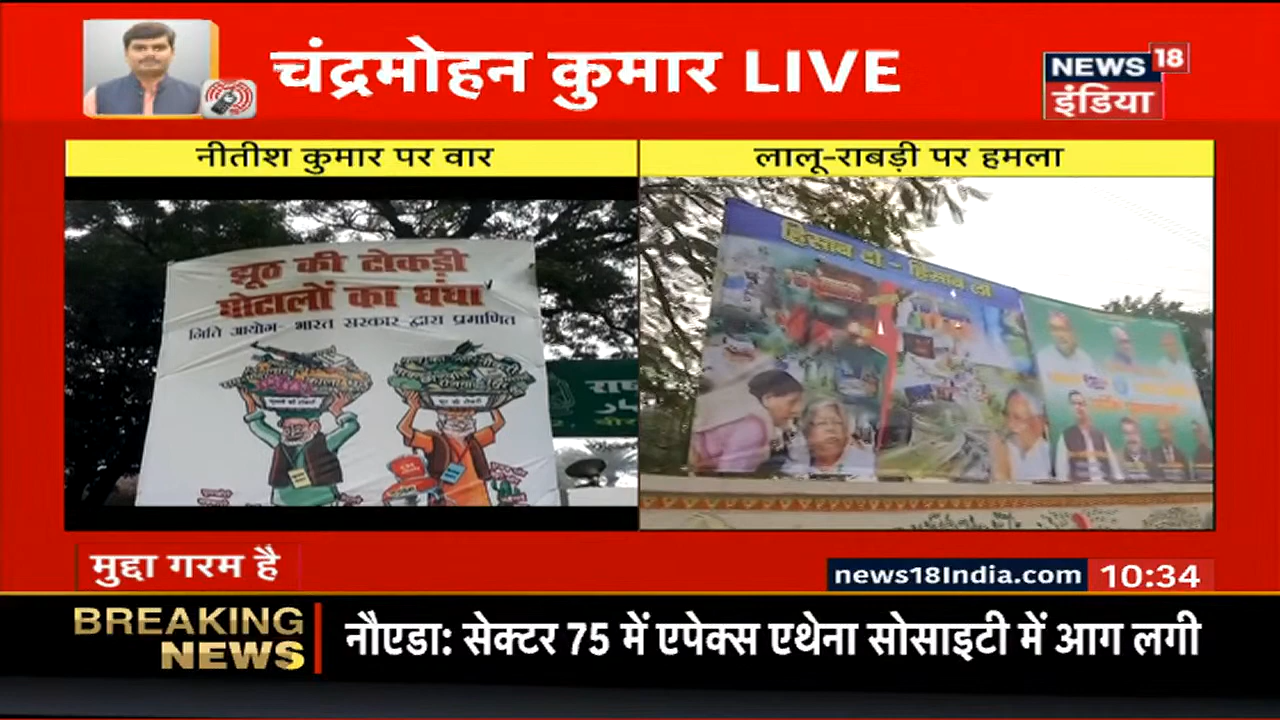 चंद्रमोहन कुमार LIVE
NEWS 18
इंडिया
नीतीश कुमार पर वार
लालू-राबड़ी पर हमला
झूठ की टोकड़ी
घोटालों का धंधा
निति आयोग- भारत सरकार द्वारा प्रमाणित
हिसाब दो - हिसाब लो
मुद्दा गरम है
news18India.com
10:34
BREAKING
NEWS
नौएडा: सेक्टर 75 में एपेक्स एथेना सोसाइटी में आग लगी